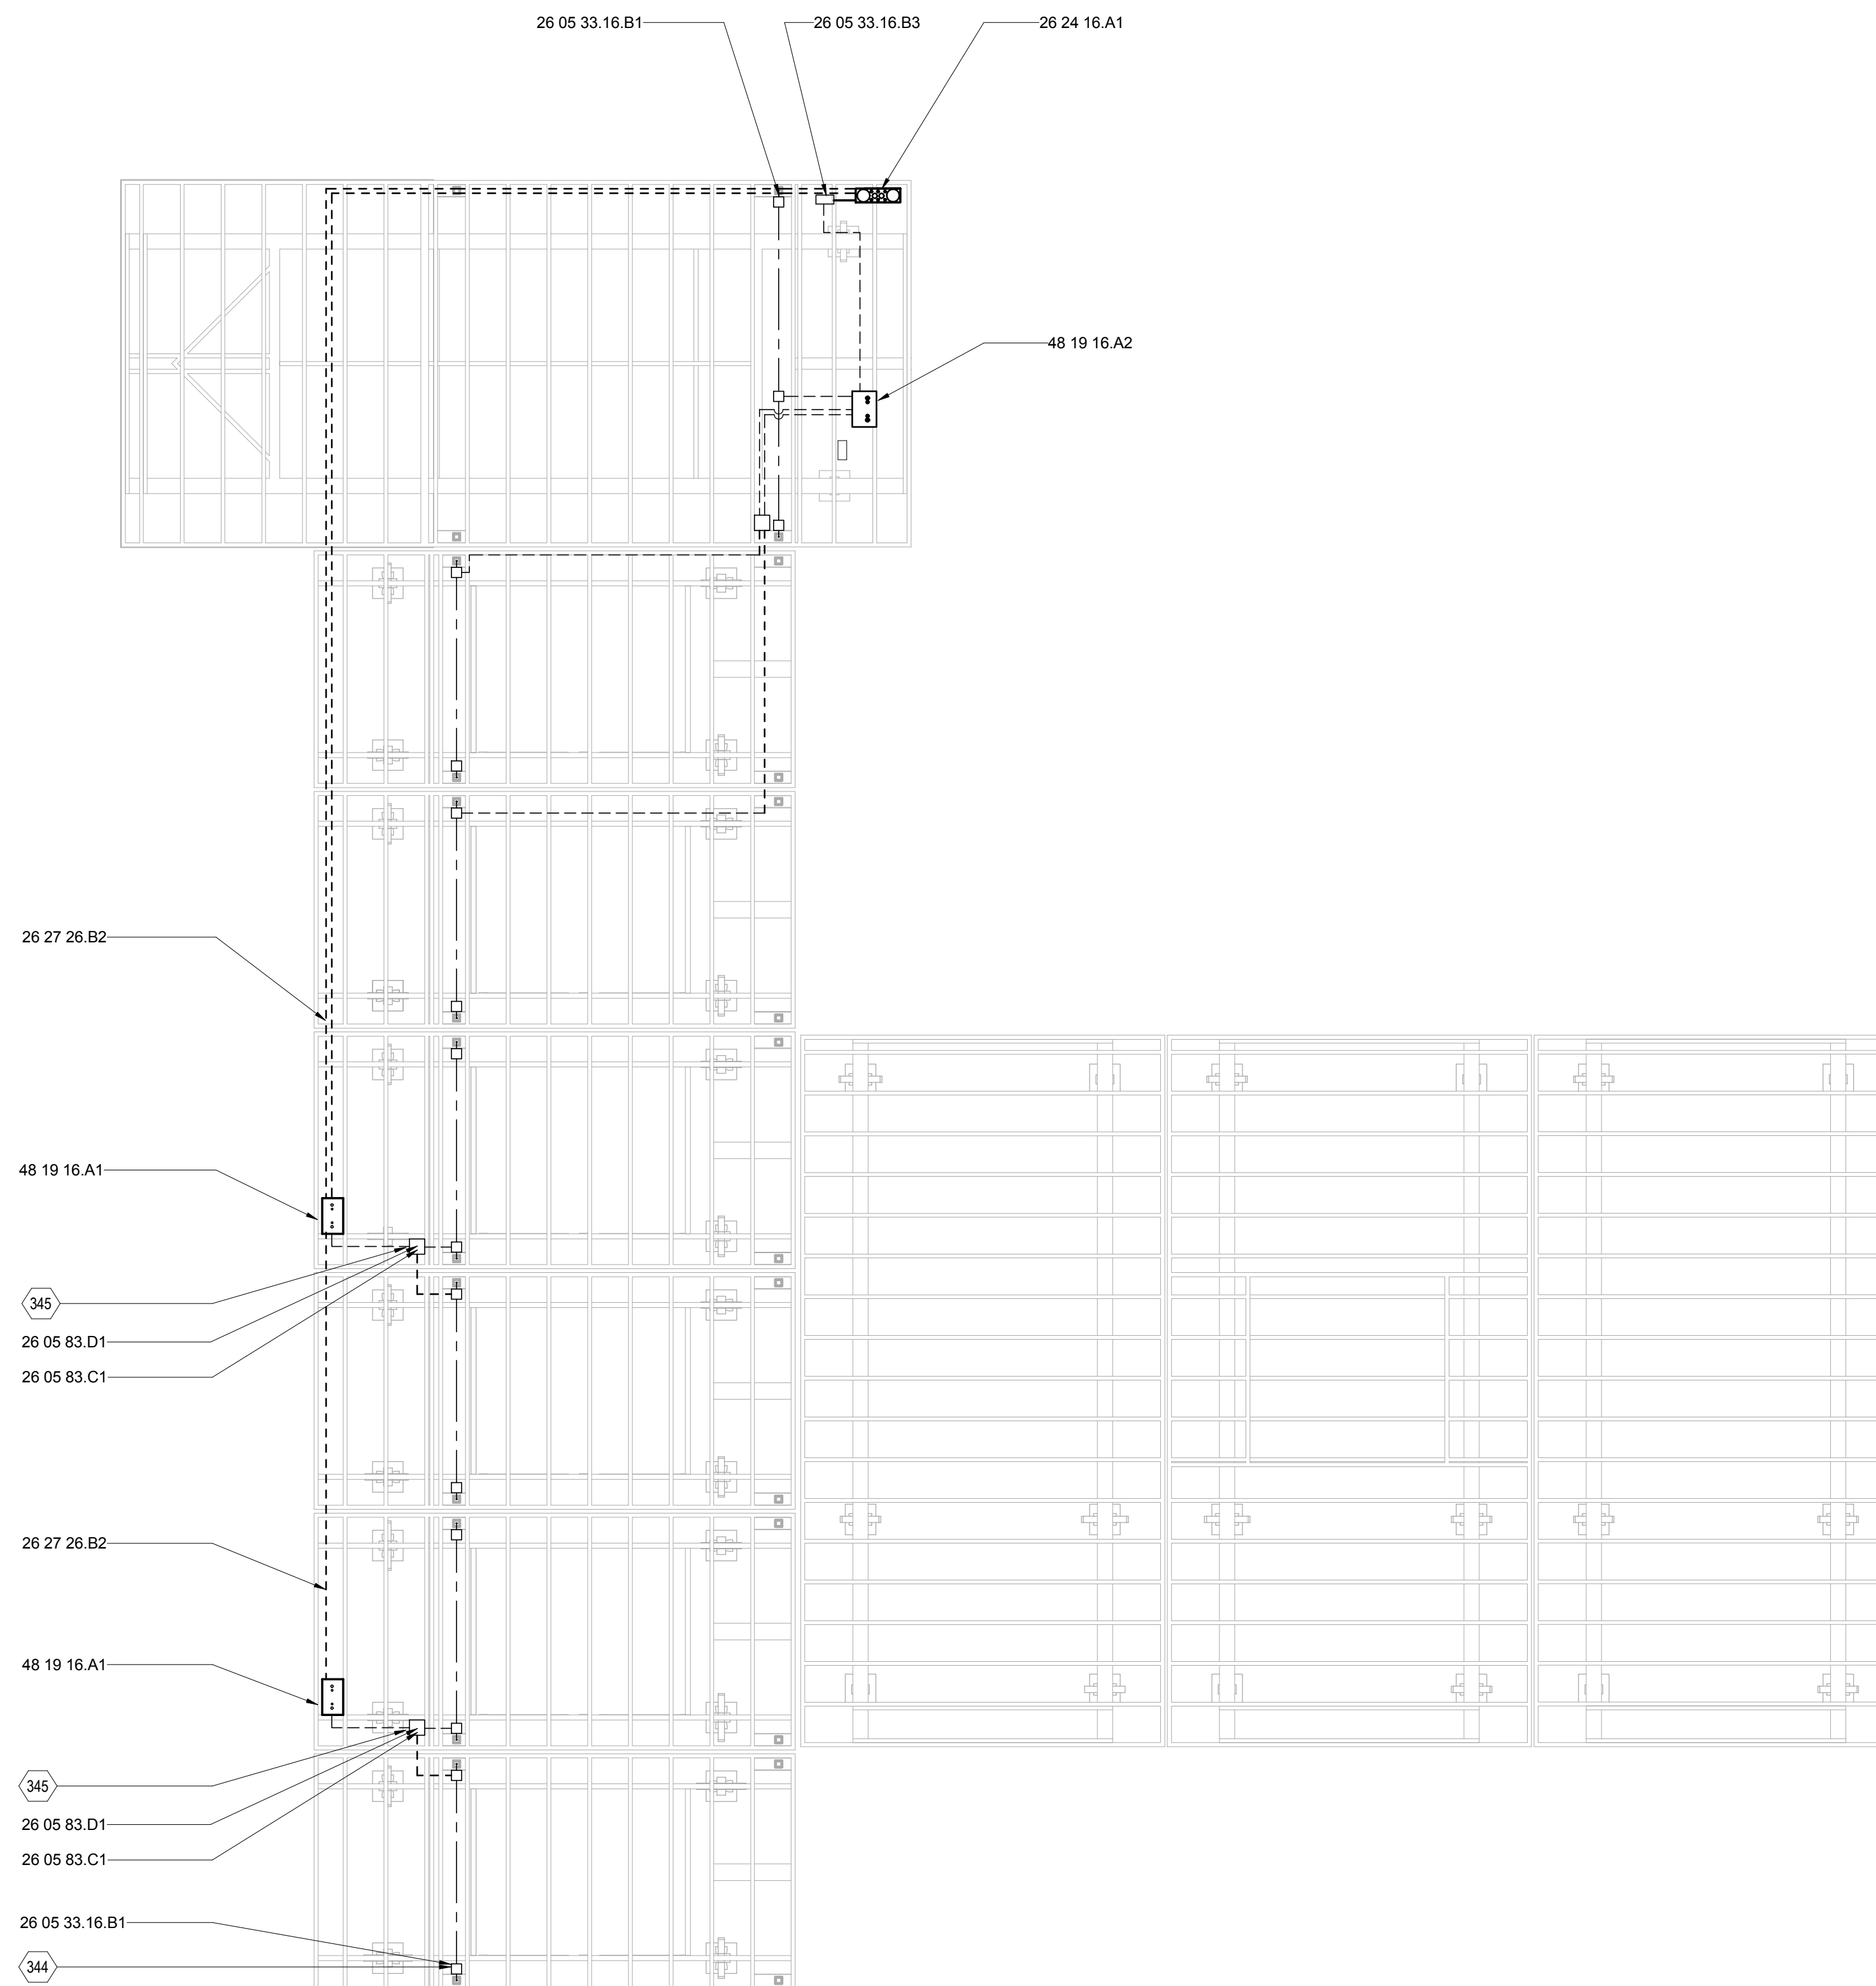 26 05 33.16.B1
26 05 33.16.B3
26 24 16.A1
48 19 16.A2
26 27 26.B2
48 19 16.A1
345
26 05 83.D1
26 05 83.C1
26 27 26.B2
48 19 16.A1
345
26 05 83.D1
26 05 83.C1
26 05 33.16.B1
344